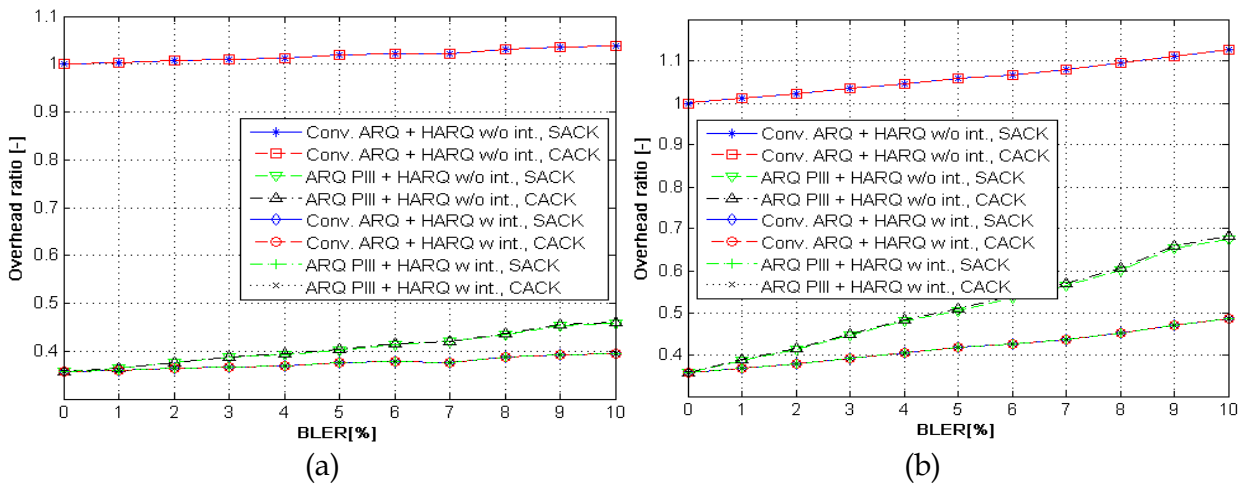 1.1
1
0.9
0.8
0.7
0.6
0.5
0.4
Overhead ratio [-]
Conv. ARQ + HARQ w/o int., SACK
Conv. ARQ + HARQ w/o int., CACK
ARQ PIII + HARQ w/o int., SACK
ARQ PIII + HARQ w/o int., CACK
Conv. ARQ + HARQ w int., SACK
Conv. ARQ + HARQ w int., CACK
ARQ PIII + HARQ w int., SACK
ARQ PIII + HARQ w int., CACK
0 1 2 3 4 5 6 7 8 9 10
BLER[%]
(a)
1.1
1
0.9
0.8
0.7
0.6
0.5
0.4
Overhead ratio [-]
Conv. ARQ + HARQ w/o int., SACK
Conv. ARQ + HARQ w/o int., CACK
ARQ PIII + HARQ w/o int., SACK
ARQ PIII + HARQ w/o int., CACK
Conv. ARQ + HARQ w int., SACK
Conv. ARQ + HARQ w int., CACK
ARQ PIII + HARQ w int., SACK
ARQ PIII + HARQ w int., CACK
0 1 2 3 4 5 6 7 8 9 10
BLER[%]
(b)